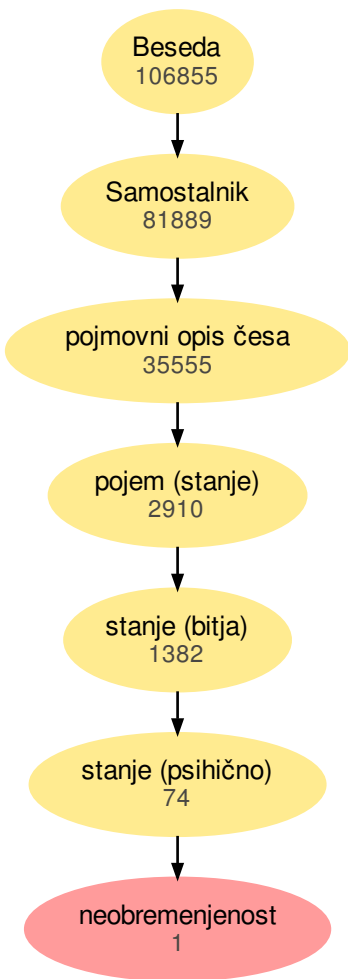 Beseda
106855
Samostalnik
81889
pojmovni opis česa
35555
pojem (stanje)
2910
stanje (bitja)
1382
stanje (psihično)
74
neobremenjenost
1